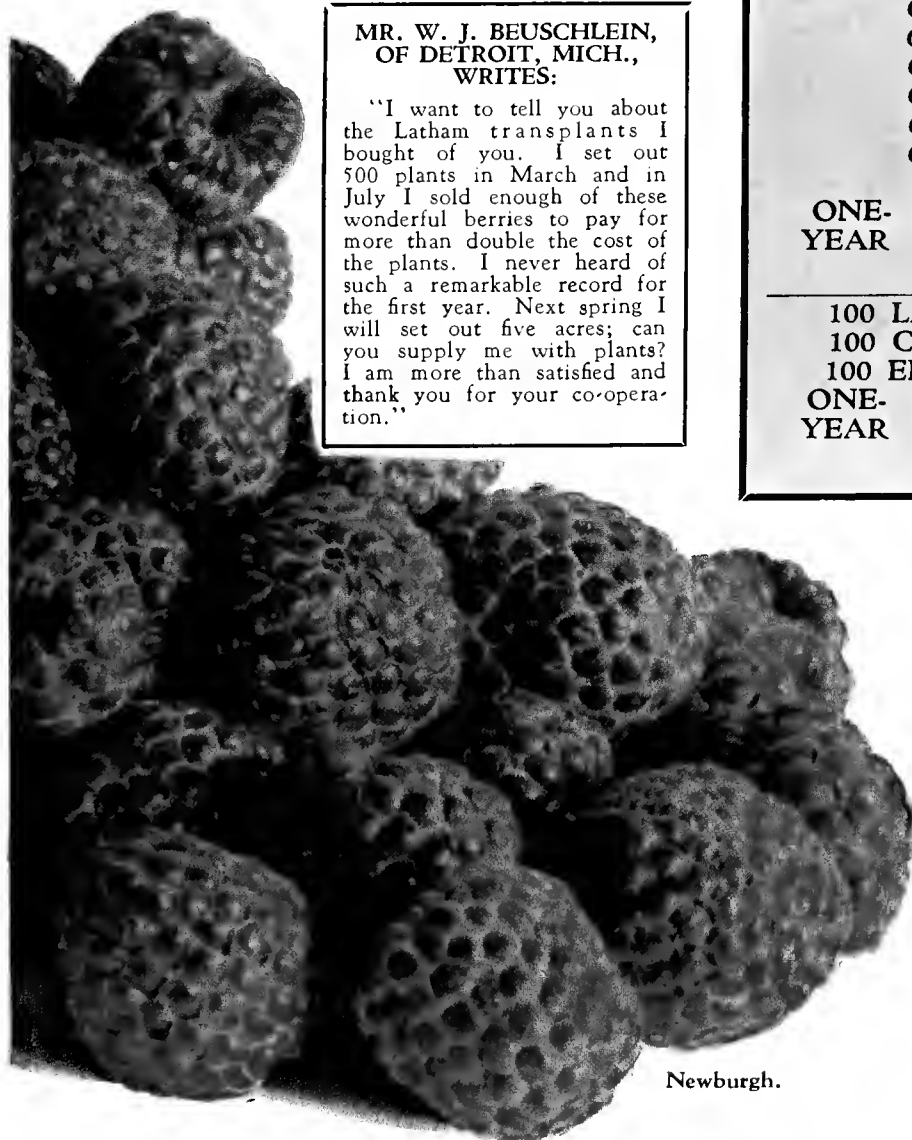 MR. W. J. BEUSCHLEIN,
OF DETROIT, MICH.,
WRITES:
"I want to tell you about
the Latham transplants I
bought of you. I set out
500 plants in March and in
July I sold enough of these
wonderful berries to pay for
more than double the cost of
the plants. I never heard of
such a remarkable record for
the first year. Next spring I
will set out five acres; can
you supply me with plants?
I am more than satisfied and
thank you for your co-opera-
tion."
ONE-
YEAR
100
100
100
ONE-
YEAR
Newburgh.